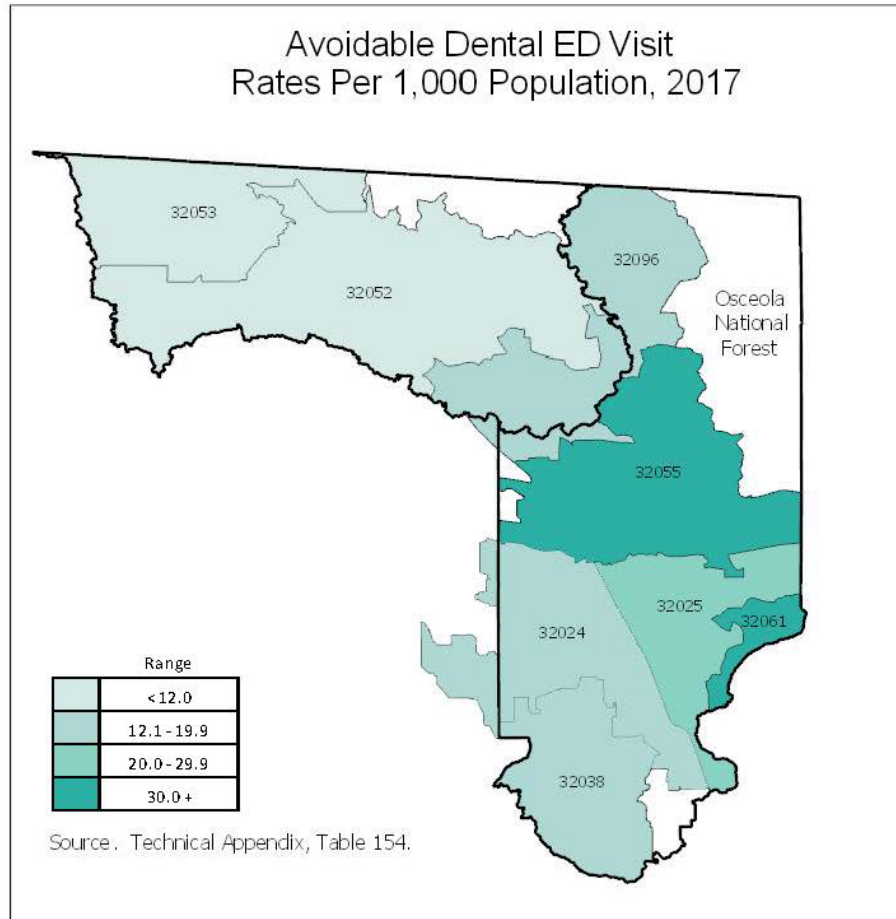 Avoidable Dental ED Visit
Rates Per 1,000 Population, 2017
32053
32096
32052
Osceola
National
Forest
32055
32025
32061
32024
32038
Range
<12.0
12.1-19.9
20.0-29.9
30.0+
Source. Technical Appendix, Table 154.